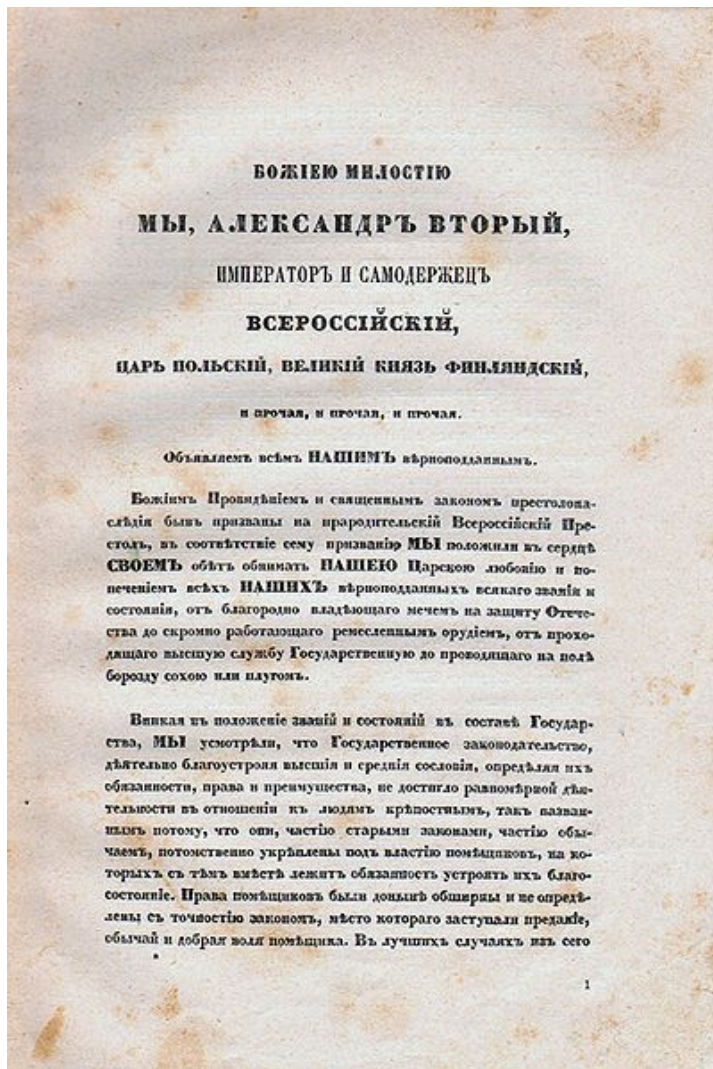 БОЖІЕЮ МИЛОСТІЮ
МЫ, АЛЕКСАНДРЪ ВТОРЫЙ,
ИМПЕРАТОРЪ И САМОДЕРЖЕЦЪ
ВСЕРОССІЙСКІЙ,
ЦАРЬ ПОЛЬСКІЙ, ВЕЛИКІЙ КНЯЗЬ ФИНЛЯНДСКІЙ,
и прочая, и прочая, и прочая.
Объявляемъ всѣмъ НАШИМЪ вѣрноподданнымъ.
Божіимъ Провидѣніемъ и священнымъ закономъ престолона-
слѣдія бывъ призваны на прародительскій Всероссійскій Пре-
столъ, въ соотвѣтствіе сему призванію МЫ положили въ сердцѣ
СВОЕМЪ обѣтъ обнимать НАШЕЮ Царскою любовію и по-
печеніемъ всѣхъ НАШИХЪ вѣрноподданныхъ всякаго званія и
состоянія, отъ благородно владѣющаго мечемъ на защиту Отече-
ства до скромно работающаго ремесленнымъ орудіемъ, отъ прохо-
дящаго высшую службу Государственную до проводящаго на полѣ
борозду сохою или плугомъ.
Вникая въ положеніе званій и состояній въ составѣ Государ-
ства, МЫ усмотрѣли, что Государственное законодательство,
дѣятельно благоустрояя высшія и среднія сословія, опредѣляя ихъ
обязанности, права и преимущества, не достигло равномѣрной дѣя-
тельности въ отношеніи къ людямъ крѣпостнымъ, такъ назван-
нымъ потому, что они, частію старыми законами, частію обы-
чаемъ, потомственно укрѣплены подъ властію помѣщиковъ, на ко-
торыхъ съ тѣмъ вмѣстѣ лежитъ обязанность устроять ихъ благо-
состояніе. Права помѣщиковъ были донынѣ обширны и не опредѣ-
лены съ точностію закономъ, мѣсто котораго заступали преданіе,
обычай и добрая воля помѣщика. Въ лучшихъ случаяхъ изъ сего
1